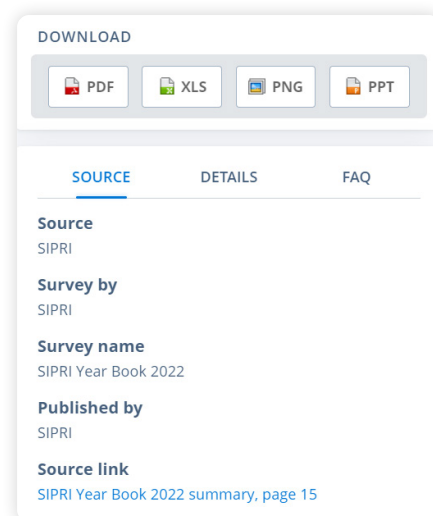 DOWNLOAD
PDF XLS PNG PPT
SOURCE DETAILS FAQ
Source
SIPRI
Survey by
SIPRI
Survey name
SIPRI Year Book 2022
Published by
SIPRI
Source link
SIPRI Year Book 2022 summary, page 15